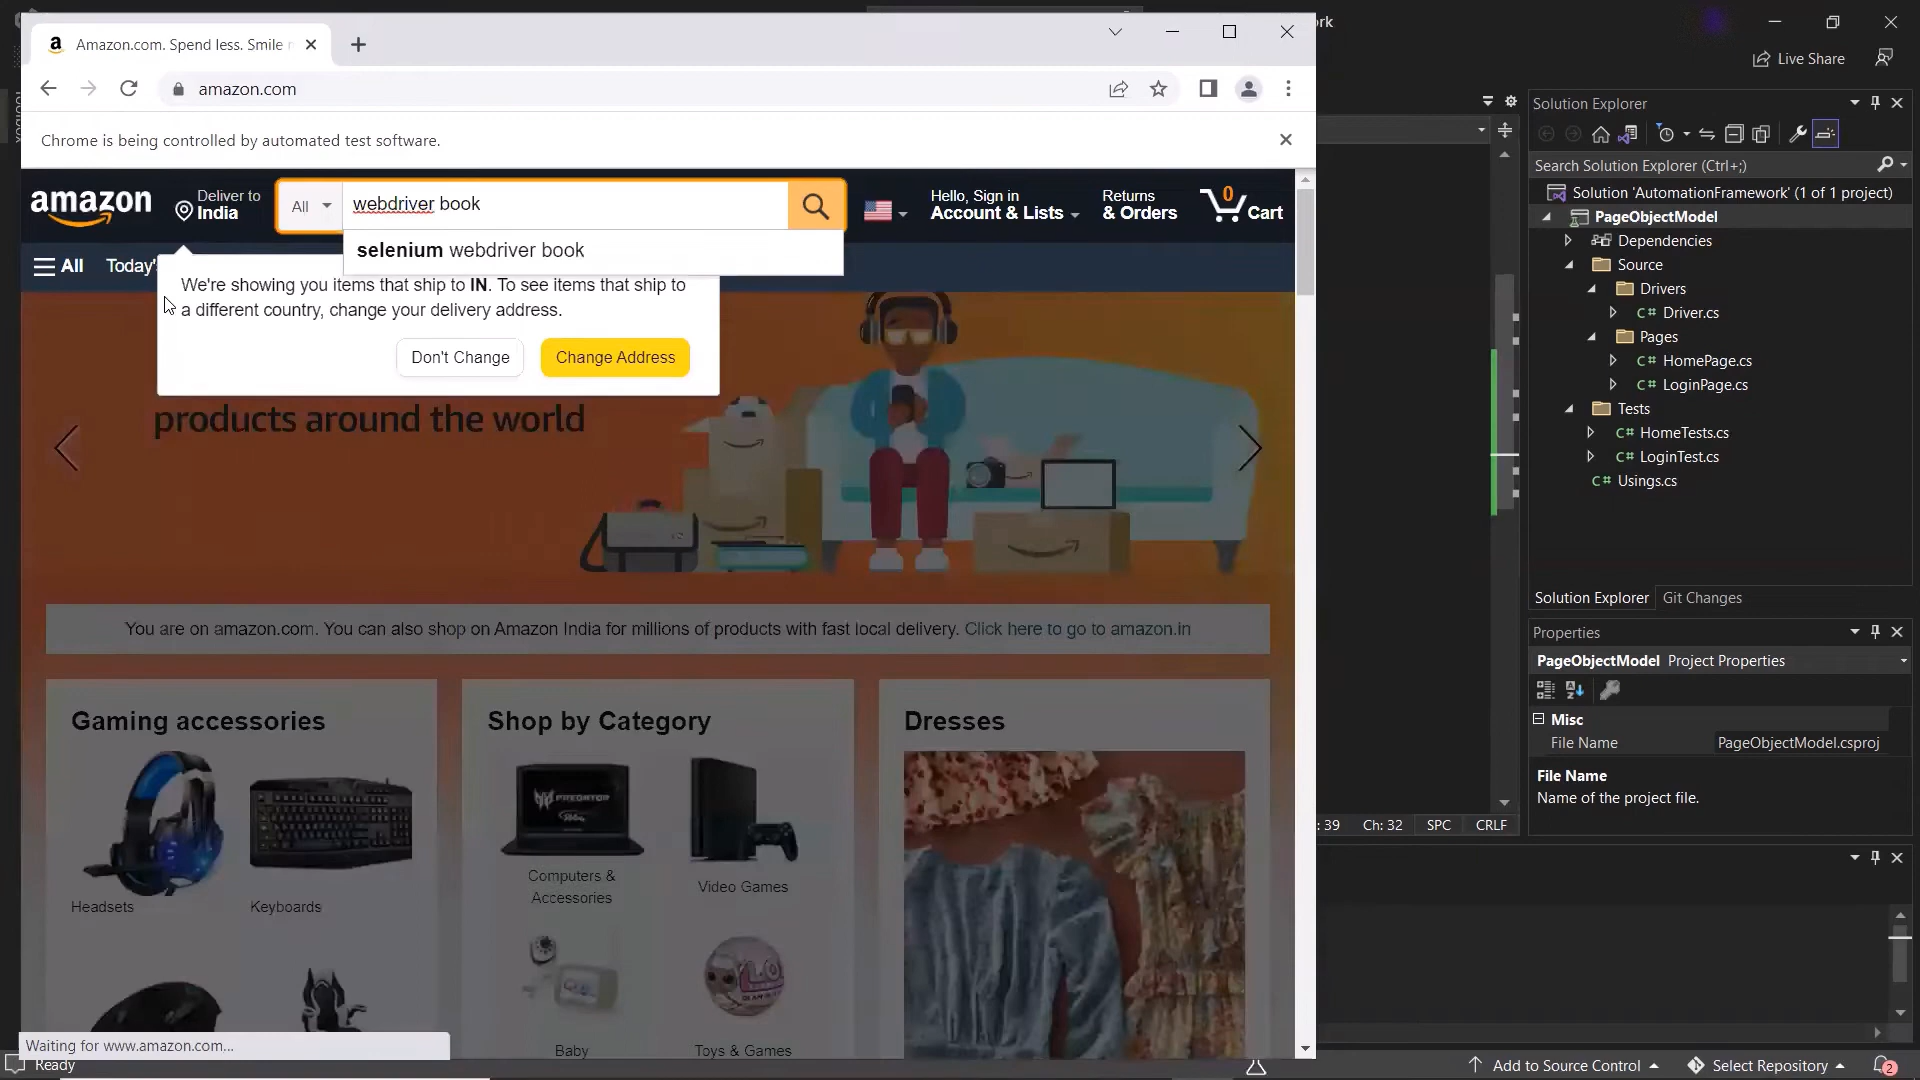 rk
Live Share
Amazon.com. Spend less. Smile
amazon.com
Chrome is being controlled by automated test software.
amazon
Deliver to
India
All
webdriver book
Hello, Sign in
Account & Lists
Returns
& Orders
0
Cart
selenium webdriver book
All
Today'
We're showing you items that ship to IN. To see items that ship to
a different country, change your delivery address.
Don't Change
Change Address
products around the world
You are on amazon.com. You can also shop on Amazon India for millions of products with fast local delivery. Click here to go to amazon.in
Gaming accessories
Headsets
Keyboards
Shop by Category
PREDATOR
Computers &
Accessories
Video Games
Baby
L.O.L
Toys & Games
Dresses
Waiting for www.amazon.com...
Ready
: 39
Ch: 32
SPC
CRLF
Solution Explorer
Search Solution Explorer (Ctrl+;)
Solution 'AutomationFramework' (1 of 1 project)
PageObjectModel
Dependencies
Source
Drivers
C# Driver.cs
Pages
C# HomePage.cs
C# LoginPage.cs
Tests
C# HomeTests.cs
C# LoginTest.cs
C# Usings.cs
Solution Explorer
Git Changes
Properties
PageObjectModel Project Properties
Misc
File Name
PageObjectModel.csproj
File Name
Name of the project file.
Add to Source Control
Select Repository
2